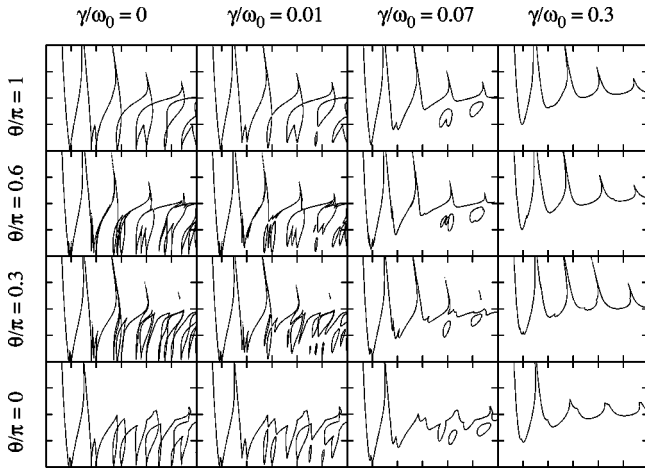 γ/ω₀ = 0 γ/ω₀ = 0.01 γ/ω₀ = 0.07 γ/ω₀ = 0.3
θ/π = 1
θ/π = 0.6
θ/π = 0.3
θ/π = 0